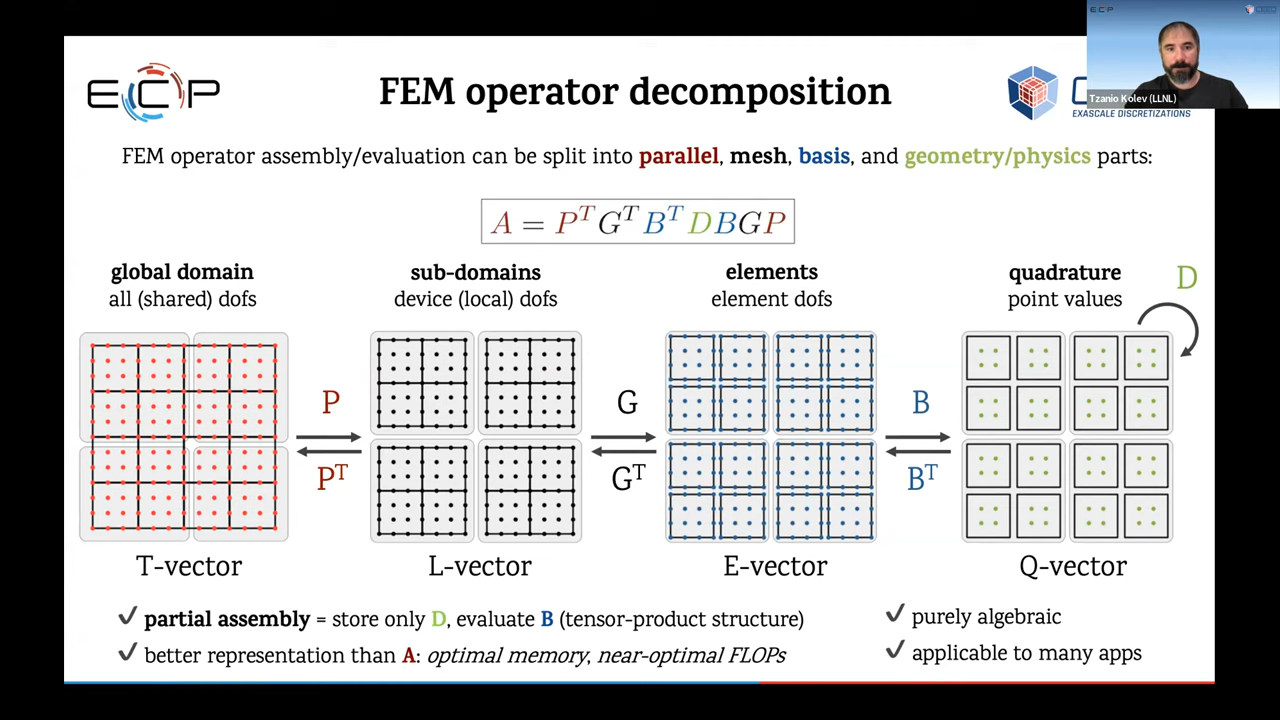 ECP
FEM operator decomposition
ECP
Tzanio Kolev (LLNL)
EXASCALE DISCRETIZATIONS
FEM operator assembly/evaluation can be split into parallel, mesh, basis, and geometry/physics parts:
A = P^T G^T B^T D B G P
global domain
all (shared) dofs
sub-domains
device (local) dofs
elements
element dofs
quadrature
point values
D
P
P^T
G
G^T
B
B^T
T-vector
L-vector
E-vector
Q-vector
✓ partial assembly = store only D, evaluate B (tensor-product structure)
✓ better representation than A: optimal memory, near-optimal FLOPs
✓ purely algebraic
✓ applicable to many apps